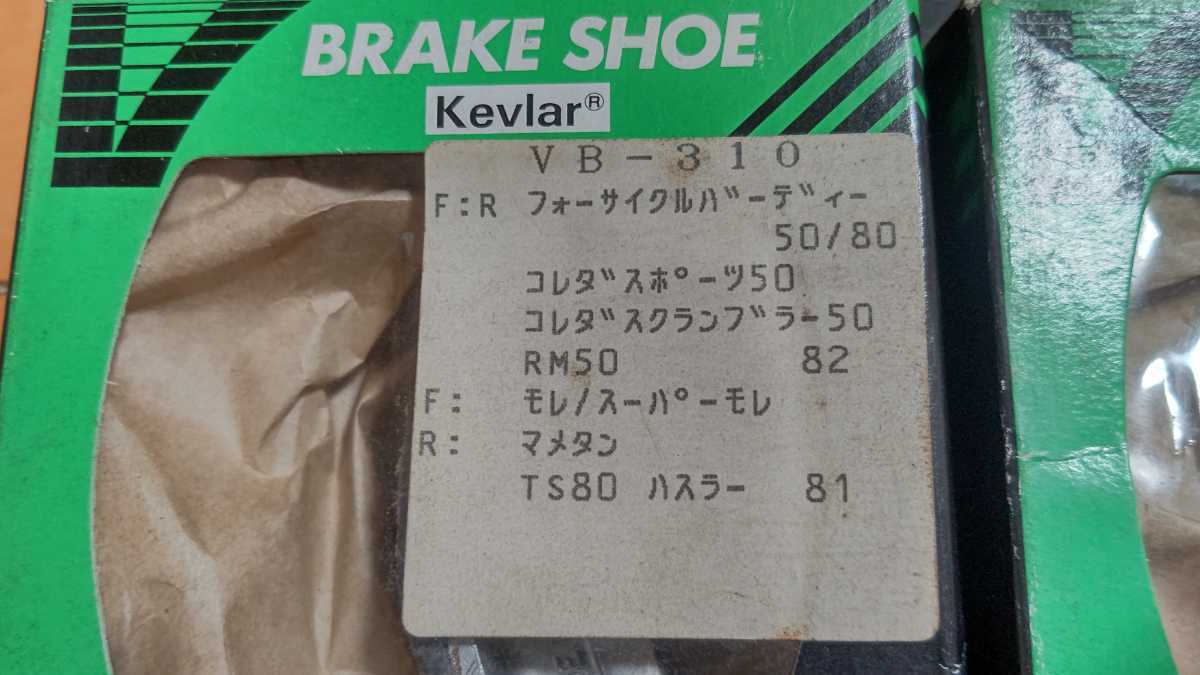 BRAKE SHOE
Kevlar®
VB-310
F:R フォーサイクルバーディー
50/80
コレダスポーツ50
コレダスクランブラー50
RM50 82
F: モレ/スーパーモレ
R: マメタン
TS80 ハスラー 81